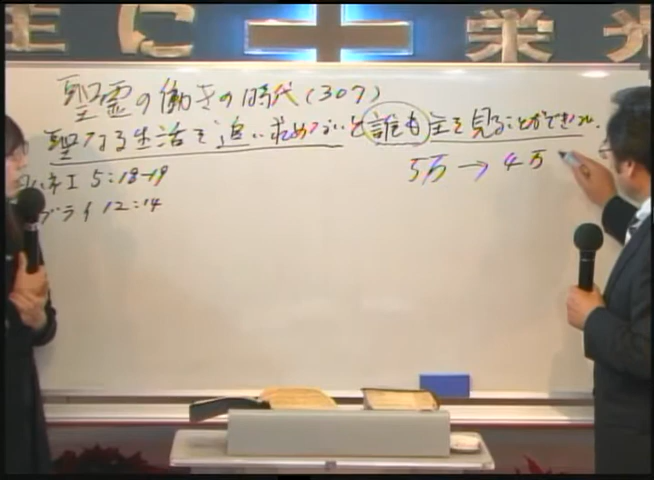 主に栄光
聖霊の働きの時代(307)
聖なる生活を追い求めないと誰も主を見ることができない.
ヨハネI 5:18-19
ヘブライ12:14
5万→4万